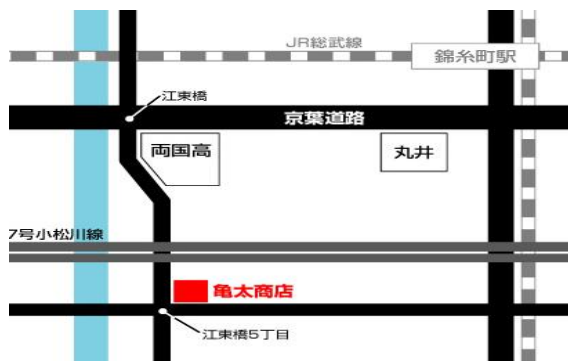 JR総武線
錦糸町駅
江東橋
京葉道路
両国高
丸井
7号小松川線
亀太商店
江東橋5丁目